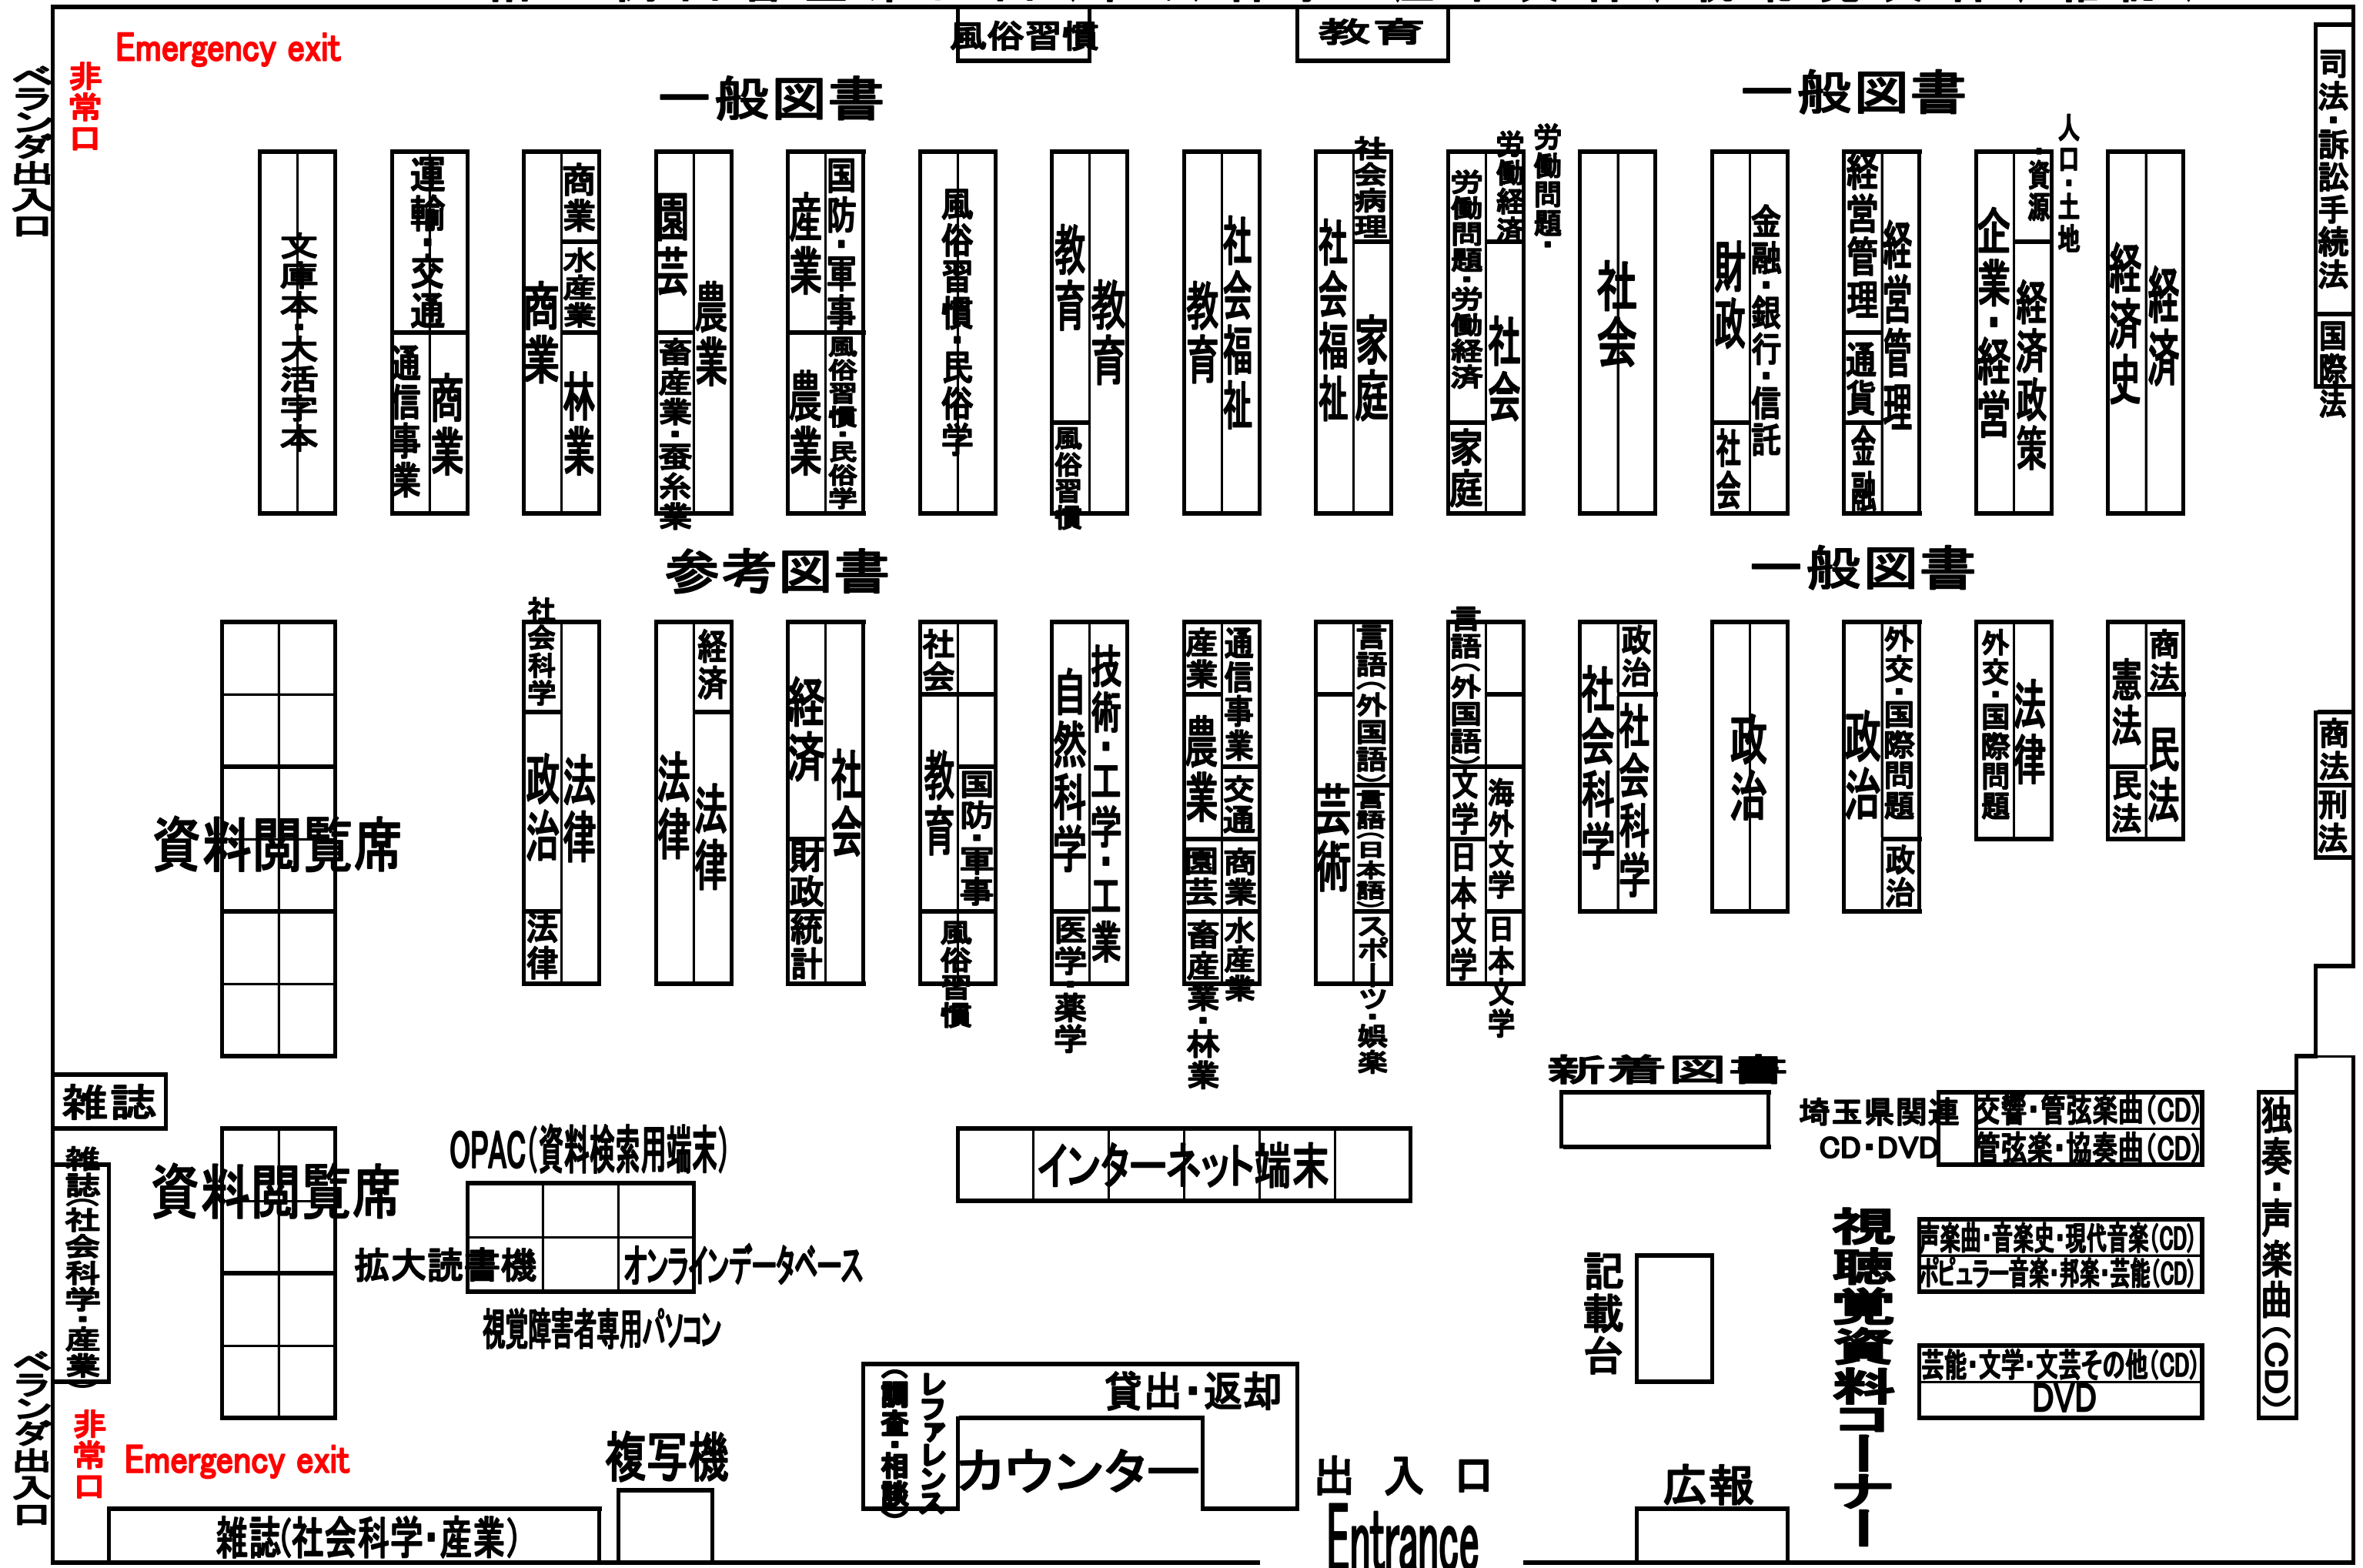 風俗習慣
教育
Emergency exit
非常口
ベランダ出入口
一般図書
一般図書
司法・訴訟手続法
国際法
文庫本・大活字本
運輸・交通
通信事業
商業
商業
商業
水産業
林業
園芸
畜産業・蚕糸業
農業
産業
農業
国防・軍事
風俗習慣・民俗学
風俗習慣・民俗学
教育
風俗習慣
教育
教育
社会福祉
社会福祉
社会病理
家庭
労働問題・労働経済
家庭
労働問題・
労働経済
社会
社会
財政
社会
金融・銀行・信託
経営管理
通貨
金融
経営管理
企業・経営
人口・土地
・資源
経済政策
経済史
経済
参考図書
一般図書
社会科学
政治
法律
法律
法律
経済
法律
経済
財政
統計
社会
社会
教育
国防・軍事
風俗習慣
自然科学
医学・薬学
技術・工学・工業
産業
農業
園芸
畜産業・林業
通信事業
交通
商業
水産業
芸術
言語(外国語)
言語(日本語)
スポーツ・娯楽
言語(外国語)
文学
日本文学
海外文学
日本文学
社会科学
政治
社会科学
政治
政治
外交・国際問題
政治
外交・国際問題
法律
憲法
民法
商法
民法
商法
刑法
資料閲覧席
雑誌
雑誌(社会科学・産業)
資料閲覧席
OPAC(資料検索用端末)
拡大読書機
オンラインデータベース
視覚障害者専用パソコン
インターネット端末
新着図書
埼玉県関連
CD・DVD
交響・管弦楽曲(CD)
管弦楽・協奏曲(CD)
声楽曲・音楽史・現代音楽(CD)
ポピュラー音楽・邦楽・芸能(CD)
芸能・文学・文芸その他(CD)
DVD
独奏・声楽曲(CD)
視聴覚資料コーナー
記載台
貸出・返却
レファレンス
(調査・相談)
カウンター
複写機
出入口
Entrance
広報
ベランダ出入口
非常口
Emergency exit
雑誌(社会科学・産業)